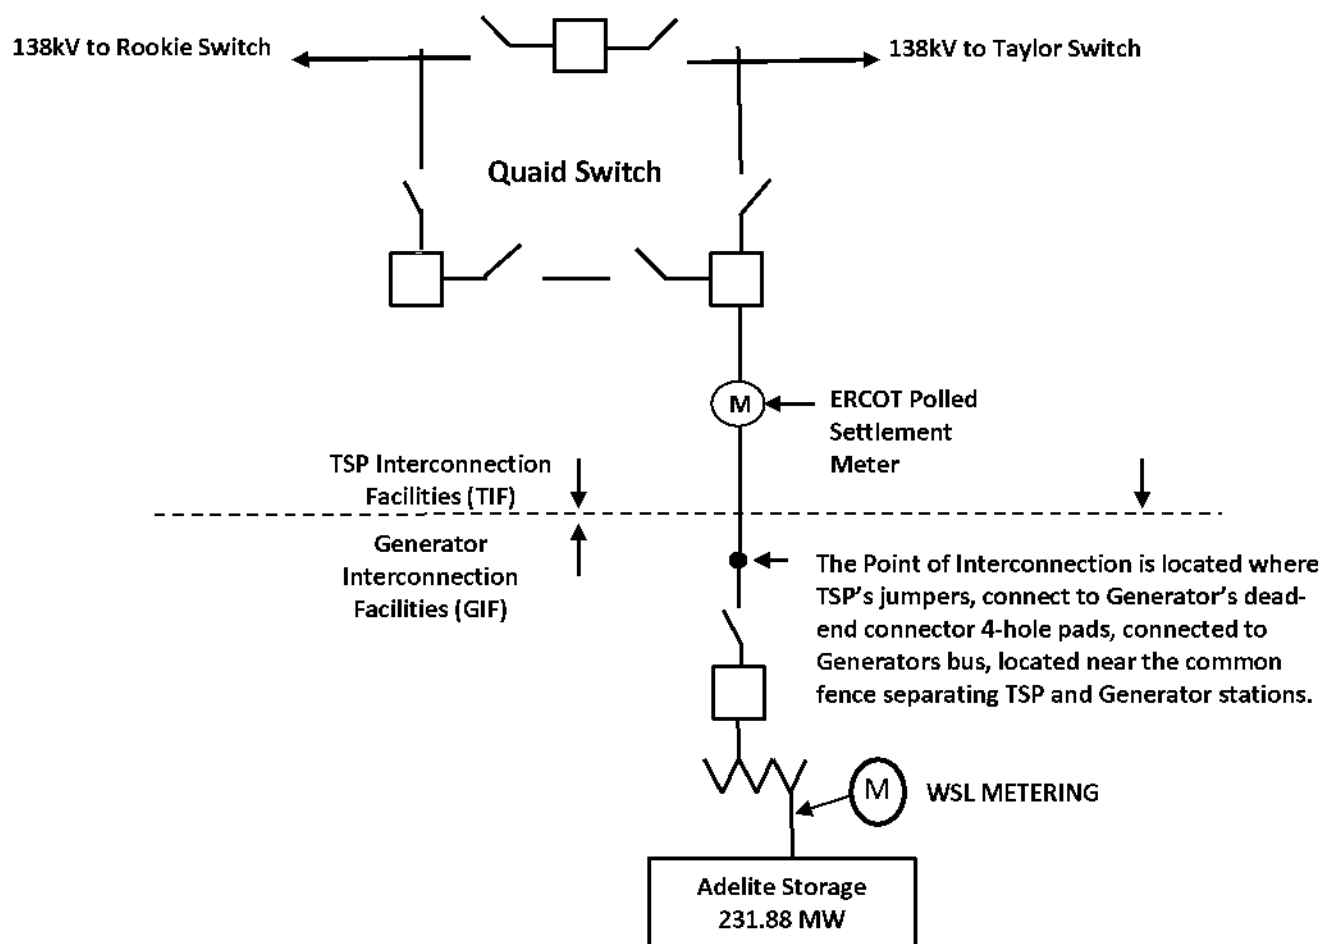 138kV to Rookie Switch
138kV to Taylor Switch
Quaid Switch
M
ERCOT Polled
Settlement
Meter
TSP Interconnection
Facilities (TIF)
Generator
Interconnection
Facilities (GIF)
The Point of Interconnection is located where
TSP's jumpers, connect to Generator's dead-
end connector 4-hole pads, connected to
Generators bus, located near the common
fence separating TSP and Generator stations.
M
WSL METERING
Adelite Storage
231.88 MW